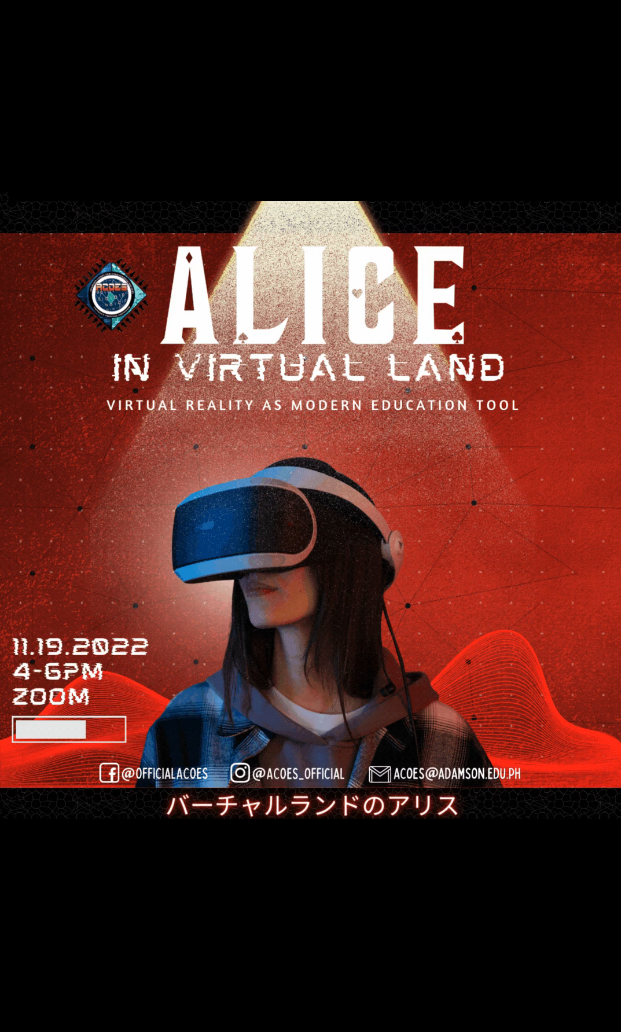 ACOES
ALICE
IN VIRTUAL LAND
VIRTUAL REALITY AS MODERN EDUCATION TOOL
11.19.2022
4-6PM
ZOOM
@OFFICIALACOES @ACOES_OFFICIAL ACOES@ADAMSON.EDU.PH
バーチャルランドのアリス